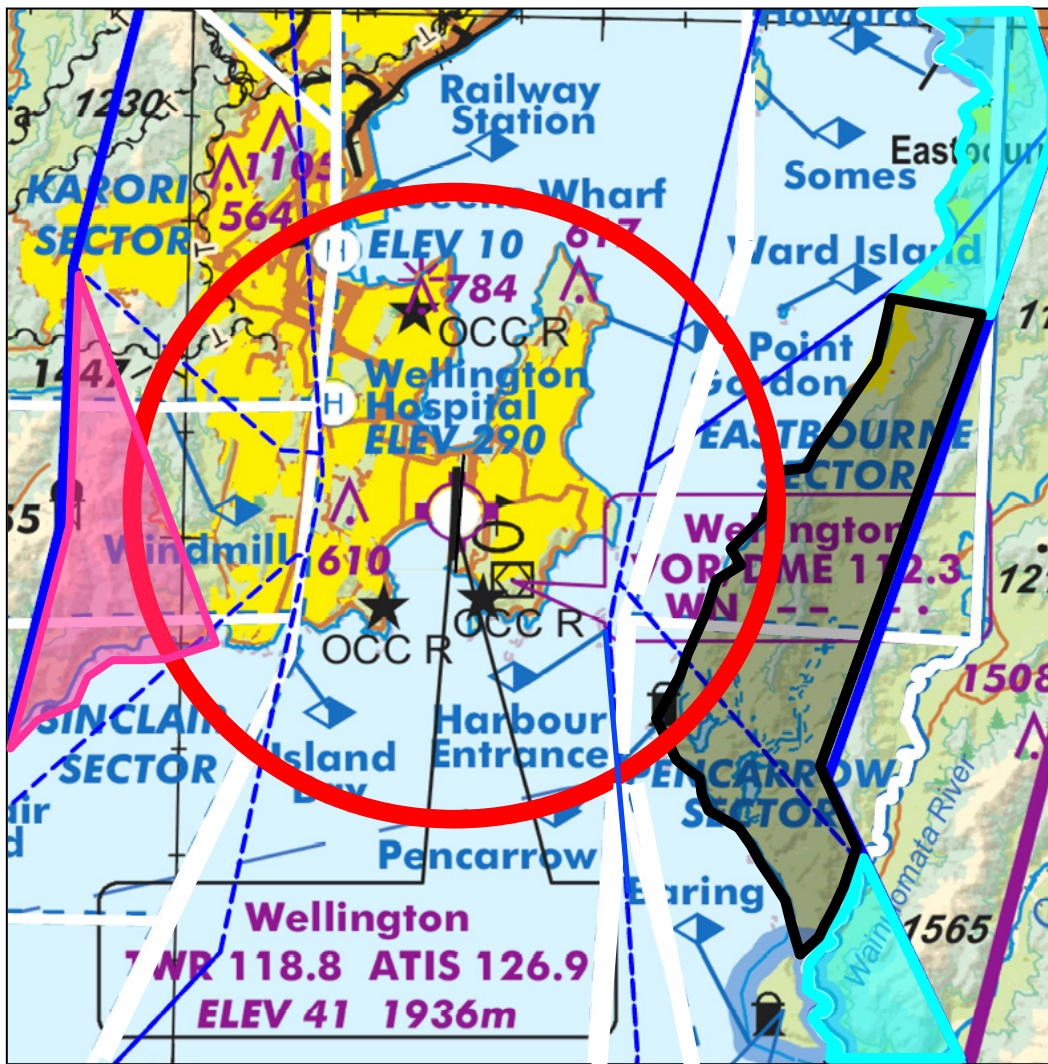 Howard
1230
Railway
Station
Eastbourn
1105
Somes
KARORI
SECTOR
564
Wharf
617
ELEV 10
Ward Island
784
OCC R
Point
Gordon
1447
Wellington
Hospital
ELEV 290
H
H
EASTBOURNE
SECTOR
Wellington
VOR/DME 112.3
WN
Windmill
610
OCC R
OCC R
1508
SINCLAIR
SECTOR
Island
Bay
Harbour
Entrance
PENCARROW
SECTOR
Pencarrow
Baring
Wainuiomata River
1565
Wellington
TWR 118.8 ATIS 126.9
ELEV 41 1936m